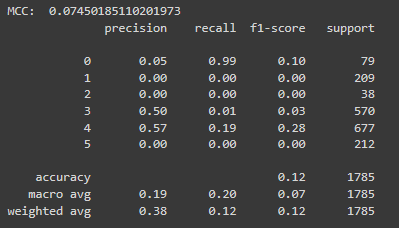 MCC: 0.07450185110201973
precision recall f1-score support
0 0.05 0.99 0.10 79
1 0.00 0.00 0.00 209
2 0.00 0.00 0.00 38
3 0.50 0.01 0.03 570
4 0.57 0.19 0.28 677
5 0.00 0.00 0.00 212
accuracy 0.12 1785
macro avg 0.19 0.20 0.07 1785
weighted avg 0.38 0.12 0.12 1785